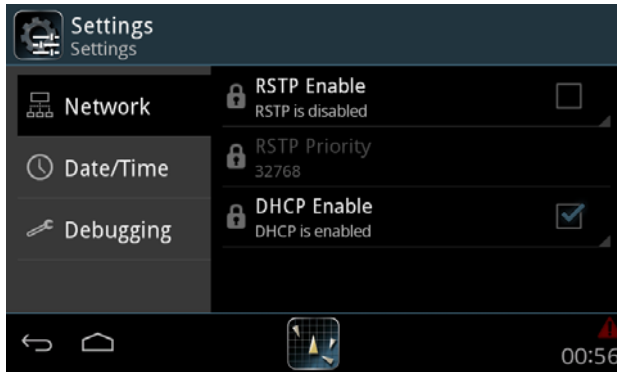 Settings
Settings
Network
Date/Time
Debugging
RSTP Enable
RSTP is disabled
RSTP Priority
32768
DHCP Enable
DHCP is enabled
00:56